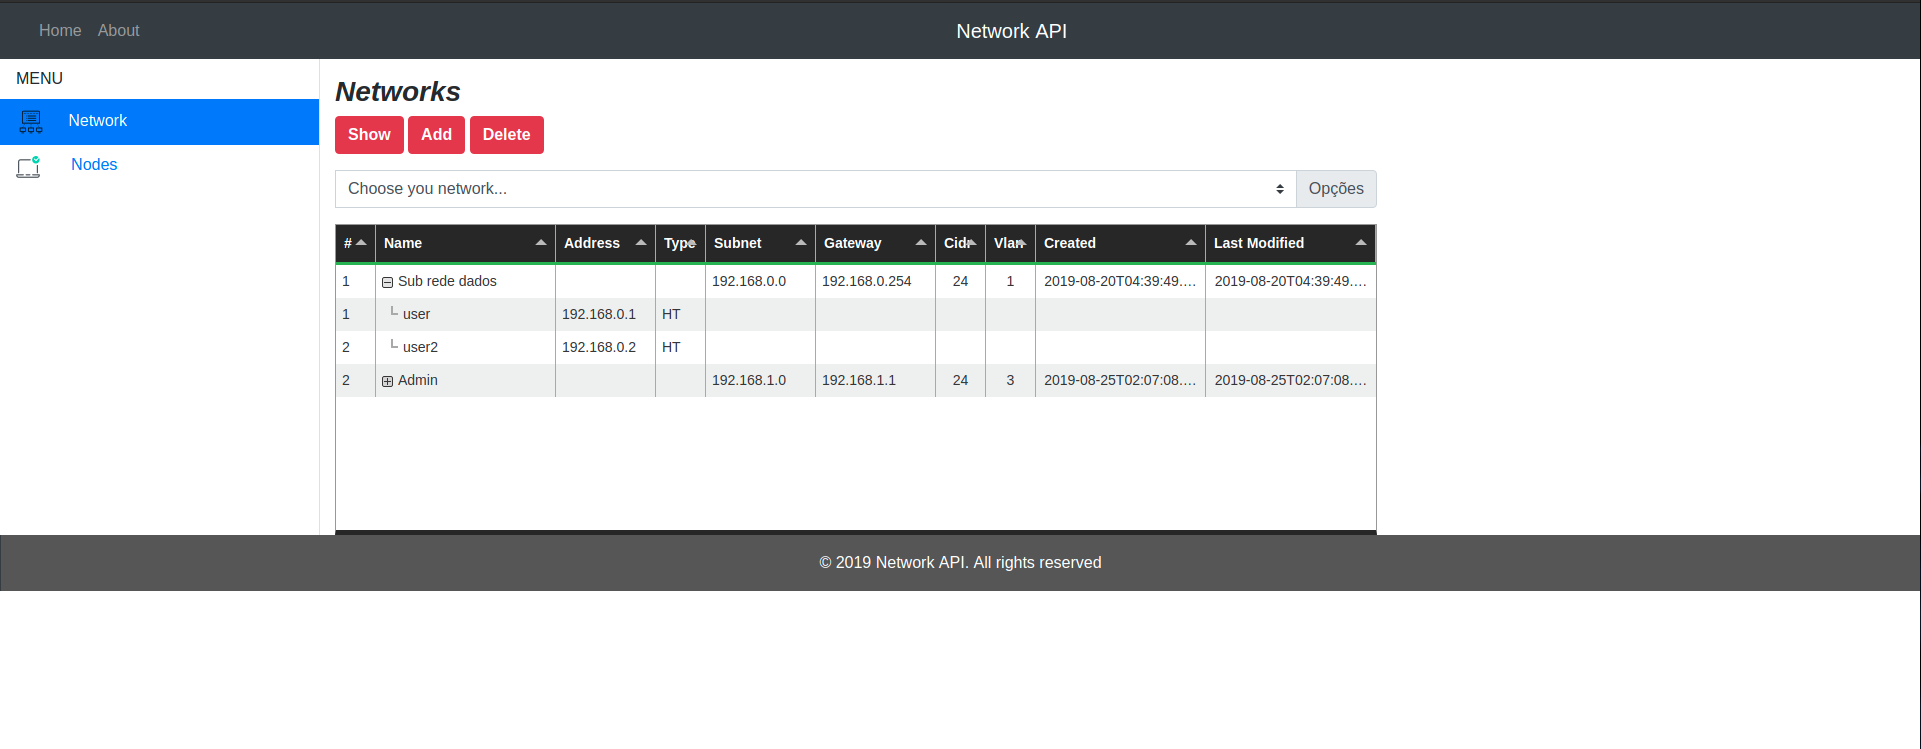 Home About Network API
MENU
Network
Nodes
Networks
Show Add Delete
Choose you network... Opções
# Name Address Type Subnet Gateway Cidr Vlan Created Last Modified
1 Sub rede dados 192.168.0.0 192.168.0.254 24 1 2019-08-20T04:39:49.… 2019-08-20T04:39:49.…
1 user 192.168.0.1 HT
2 user2 192.168.0.2 HT
2 Admin 192.168.1.0 192.168.1.1 24 3 2019-08-25T02:07:08.… 2019-08-25T02:07:08.…
© 2019 Network API. All rights reserved